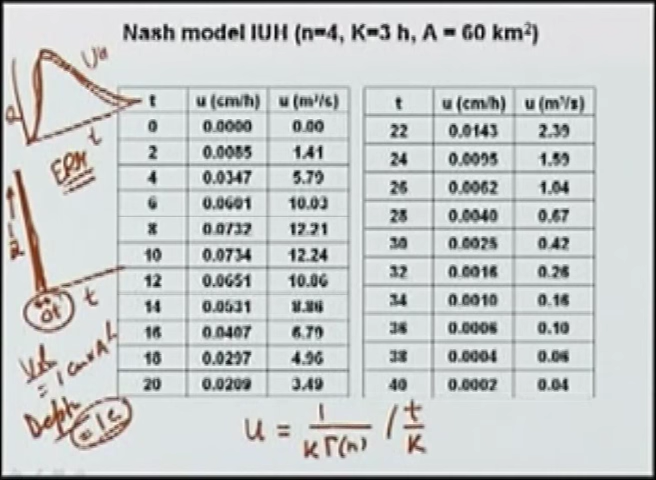 Nash model IUH (n=4, K=3 h, A = 60 km²)
t u (cm/h) u (m³/s)
0 0.0000 0.00
2 0.0085 1.41
4 0.0347 5.79
6 0.0601 10.03
8 0.0732 12.21
10 0.0734 12.24
12 0.0651 10.86
14 0.0531 8.86
16 0.0407 6.79
18 0.0297 4.96
20 0.0209 3.49
t u (cm/h) u (m³/s)
22 0.0143 2.39
24 0.0095 1.59
26 0.0062 1.04
28 0.0040 0.67
30 0.0025 0.42
32 0.0016 0.26
34 0.0010 0.16
36 0.0006 0.10
38 0.0004 0.06
40 0.0002 0.04
UH
Q
t
ERH
t
Δt
Vol.
= 1 cm x A
Depth
u = 1 / K Γ(n) / t / K